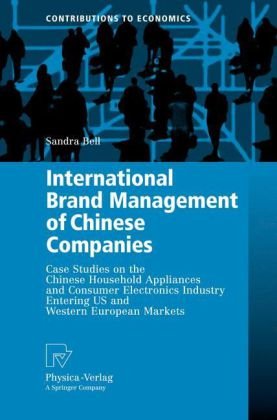 CONTRIBUTIONS TO ECONOMICS
Sandra Bell
International
Brand Management
of Chinese
Companies
Case Studies on the
Chinese Household Appliances
and Consumer Electronics Industry
Entering US and
Western European Markets
Physica-Verlag
A Springer Company